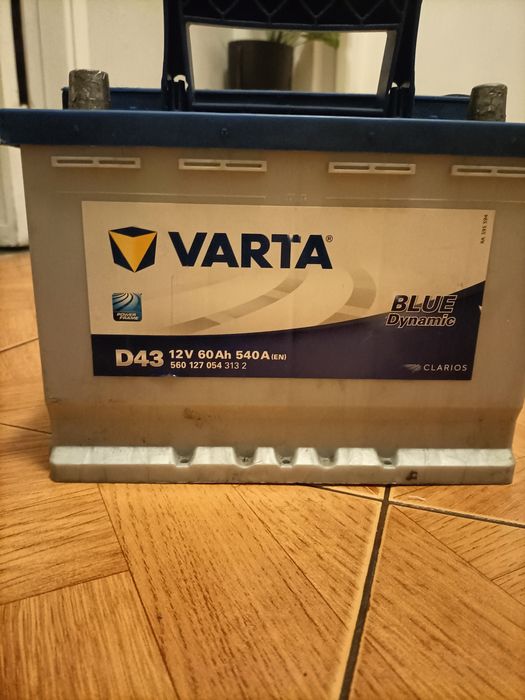 VARTA®
POWER
FRAME
BLUE
Dynamic
D43 12V 60Ah 540A (EN)
560 127 054 313 2
CLARIOS